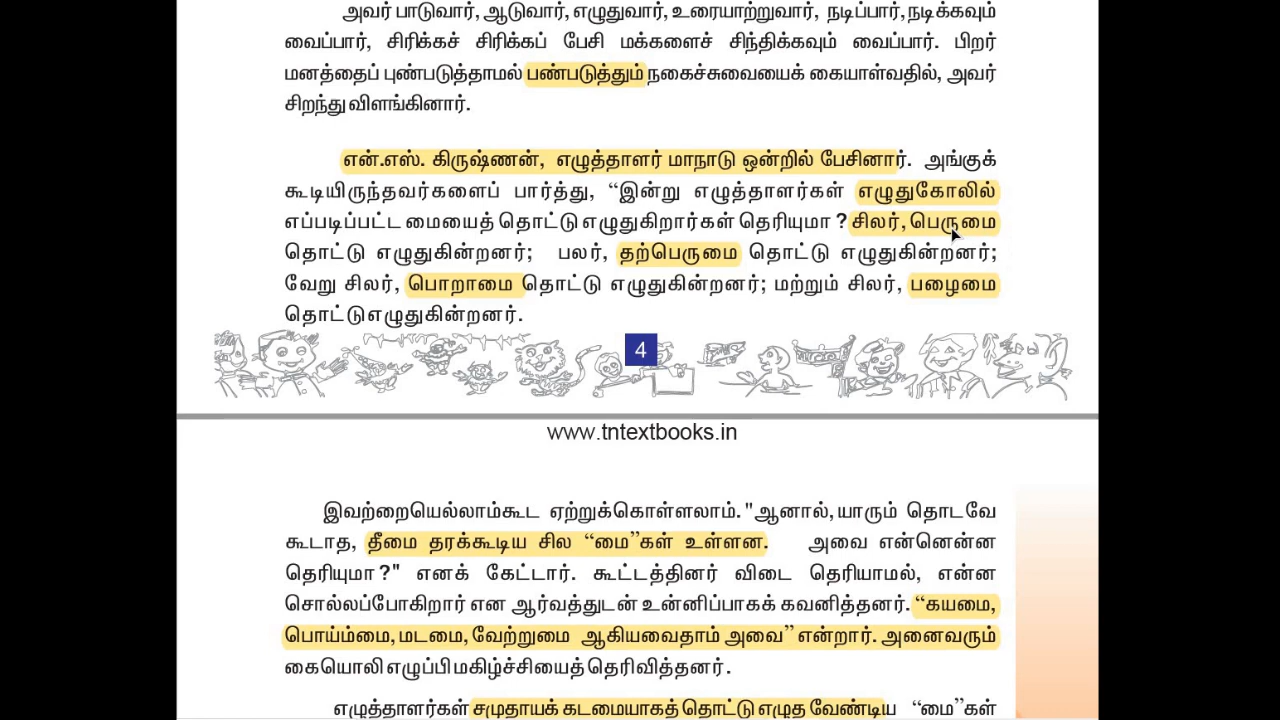 அவர் பாடுவார், ஆடுவார், எழுதுவார், உரையாற்றுவார், நடிப்பார், நடிக்கவும்
வைப்பார், சிரிக்கச் சிரிக்கப் பேசி மக்களைச் சிந்திக்கவும் வைப்பார். பிறர்
மனத்தைப் புண்படுத்தாமல் பண்படுத்தும் நகைச்சுவையைக் கையாள்வதில், அவர்
சிறந்து விளங்கினார்.
என்.எஸ். கிருஷ்ணன், எழுத்தாளர் மாநாடு ஒன்றில் பேசினார். அங்குக்
கூடியிருந்தவர்களைப் பார்த்து, “இன்று எழுத்தாளர்கள் எழுதுகோலில்
எப்படிப்பட்ட மையைத் தொட்டு எழுதுகிறார்கள் தெரியுமா ? சிலர், பெருமை
தொட்டு எழுதுகின்றனர்; பலர், தற்பெருமை தொட்டு எழுதுகின்றனர்;
வேறு சிலர், பொறாமை தொட்டு எழுதுகின்றனர்; மற்றும் சிலர், பழைமை
தொட்டு எழுதுகின்றனர்.
4
www.tntextbooks.in
இவற்றையெல்லாம்கூட ஏற்றுக்கொள்ளலாம். "ஆனால், யாரும் தொடவே
கூடாத, தீமை தரக்கூடிய சில “மை”கள் உள்ளன. அவை என்னென்ன
தெரியுமா ?" எனக் கேட்டார். கூட்டத்தினர் விடை தெரியாமல், என்ன
சொல்லப்போகிறார் என ஆர்வத்துடன் உன்னிப்பாகக் கவனித்தனர். “கயமை,
பொய்ம்மை, மடமை, வேற்றுமை ஆகியவைதாம் அவை” என்றார். அனைவரும்
கையொலி எழுப்பி மகிழ்ச்சியைத் தெரிவித்தனர்.
எழுத்தாளர்கள் சமுதாயக் கடமையாகத் தொட்டு எழுத வேண்டிய “மை”கள்